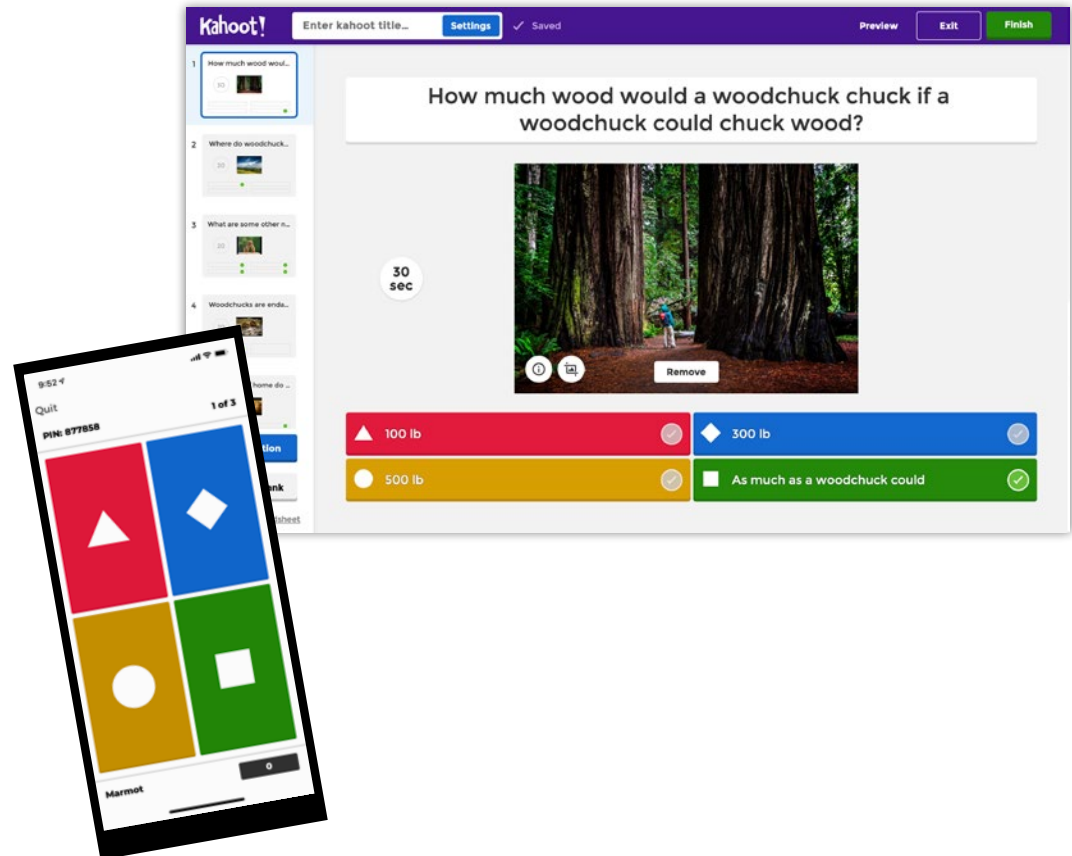 Kahoot!
Enter kahoot title…
Settings
Saved
Preview
Exit
Finish
1
How much wood woul…
30
2
Where do woodchuck…
20
3
What are some other n…
20
4
Woodchucks are enda…
home do …
tion
nk
How much wood would a woodchuck chuck if a
woodchuck could chuck wood?
30
sec
Remove
100 lb
300 lb
500 lb
As much as a woodchuck could
9:52
Quit
1 of 3
PIN: 877858
Marmot
0